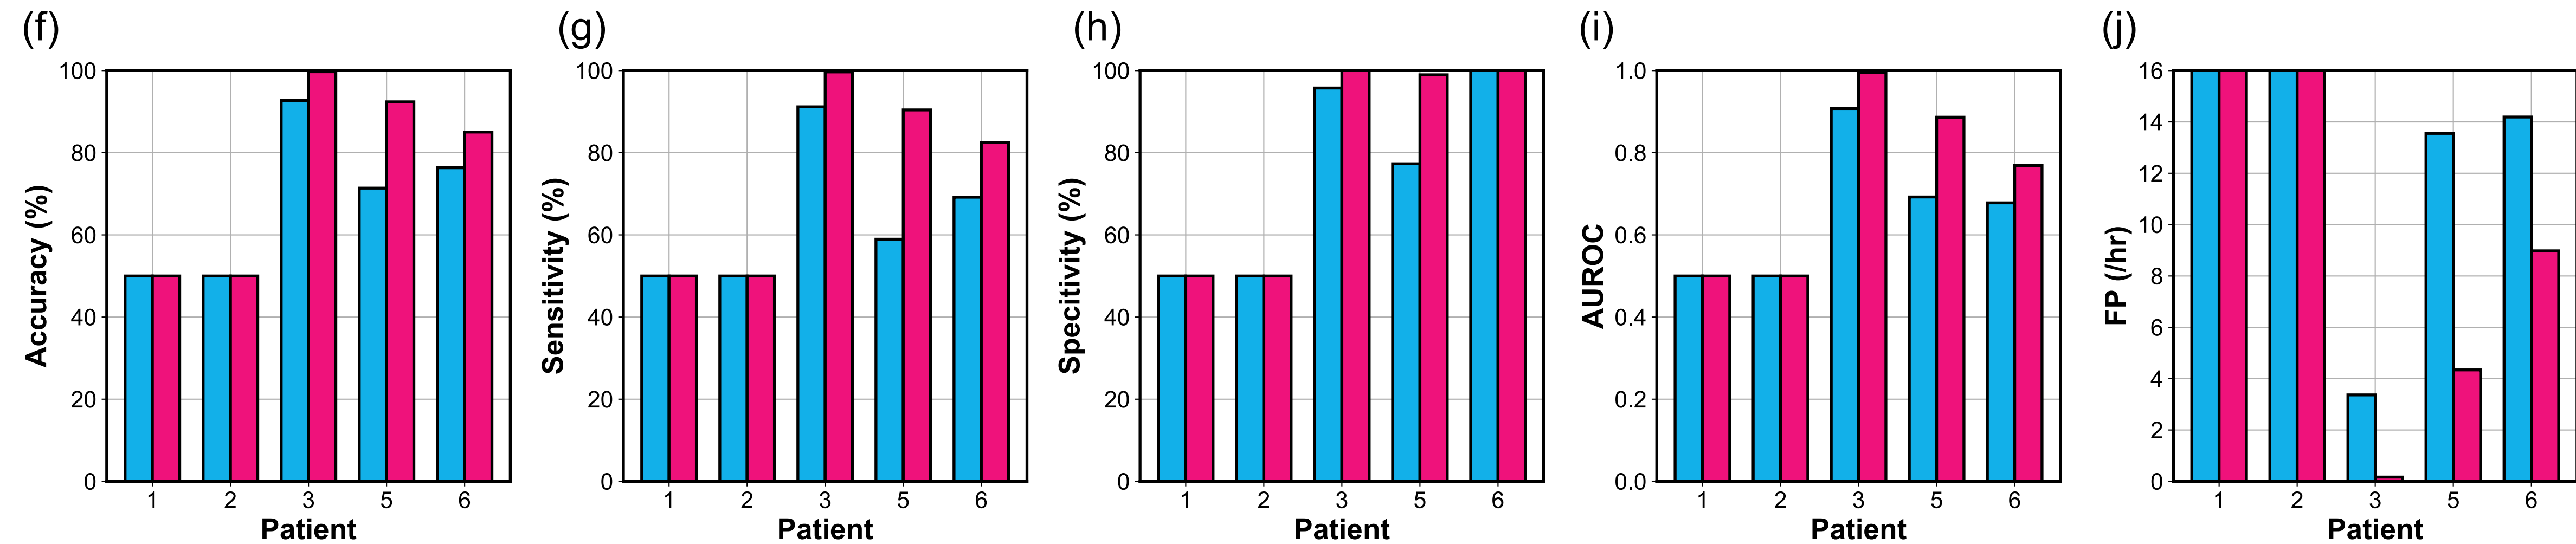 (f)
Accuracy (%)
100
80
60
40
20
0
1 2 3 5 6
Patient
(g)
Sensitivity (%)
100
80
60
40
20
0
1 2 3 5 6
Patient
(h)
Specitivity (%)
100
80
60
40
20
0
1 2 3 5 6
Patient
(i)
AUROC
1.0
0.8
0.6
0.4
0.2
0.0
1 2 3 5 6
Patient
(j)
FP (/hr)
16
14
12
10
8
6
4
2
0
1 2 3 5 6
Patient